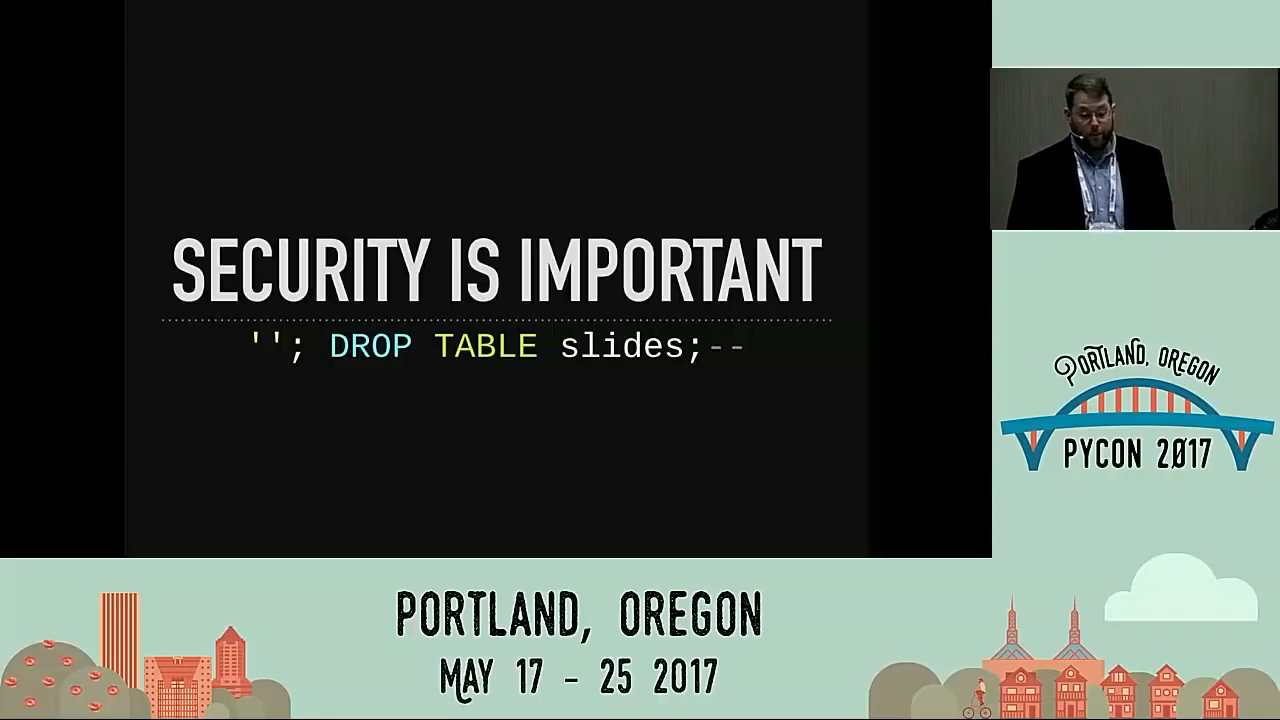 SECURITY IS IMPORTANT
''; DROP TABLE slides;--
PORTLAND, OREGON
PYCON 2017
PORTLAND, OREGON
MAY 17 - 25 2017